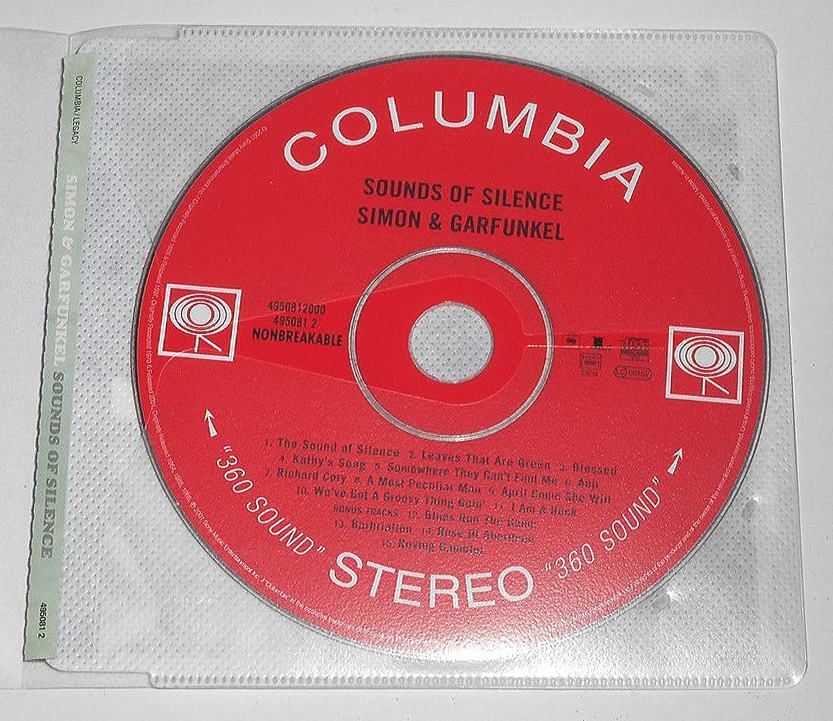 COLUMBIA/LEGACY
SIMON & GARFUNKEL SOUNDS OF SILENCE
495081 2
COLUMBIA
SOUNDS OF SILENCE
SIMON & GARFUNKEL
4950812000
495081 2
NONBREAKABLE
1. The Sound of Silence 2. Leaves That Are Green 3. Blessed
4. Kathy's Song 5. Somewhere They Can't Find Me 6. Anji
7. Richard Cory 8. A Most Peculiar Man 9. April Come She Will
10. We've Got A Groovy Thing Goin' 11. I Am A Rock
BONUS TRACKS 12. Blues Run The Game
13. Barbriallen 14. Rose Of Aberdeen
15. Roving Gambler
"360 SOUND" STEREO "360 SOUND"